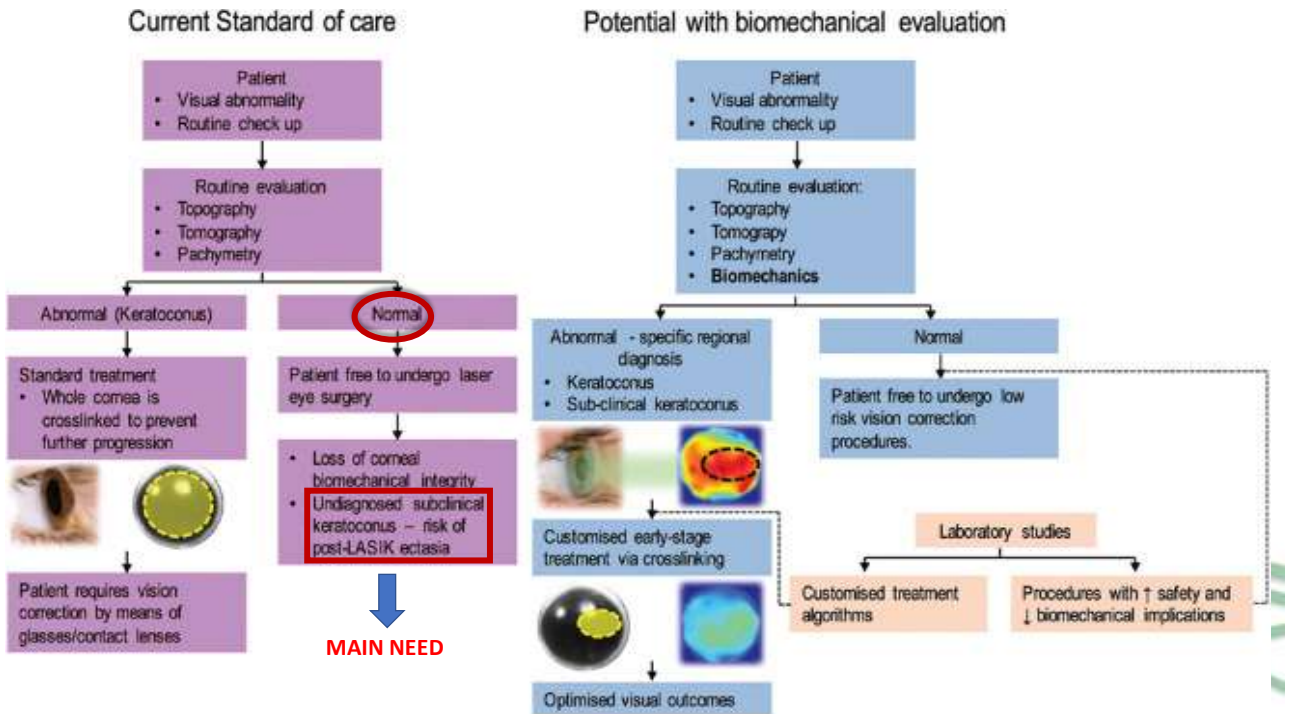 Current Standard of care
Patient
• Visual abnormality
• Routine check up
Routine evaluation
• Topography
• Tomography
• Pachymetry
Abnormal (Keratoconus)
Normal
Standard treatment
• Whole cornea is
crosslinked to prevent
further progression
Patient free to undergo laser
eye surgery
• Loss of corneal
biomechanical integrity
• Undiagnosed subclinical
keratoconus – risk of
post-LASIK ectasia
Patient requires vision
correction by means of
glasses/contact lenses
MAIN NEED
Potential with biomechanical evaluation
Patient
• Visual abnormality
• Routine check up
Routine evaluation:
• Topography
• Tomograpy
• Pachymetry
• Biomechanics
Abnormal - specific regional
diagnosis
• Keratoconus
• Sub-clinical keratoconus
Normal
Patient free to undergo low
risk vision correction
procedures.
Customised early-stage
treatment via crosslinking
Optimised visual outcomes
Laboratory studies
Customised treatment
algorithms
Procedures with ↑ safety and
↓ biomechanical implications